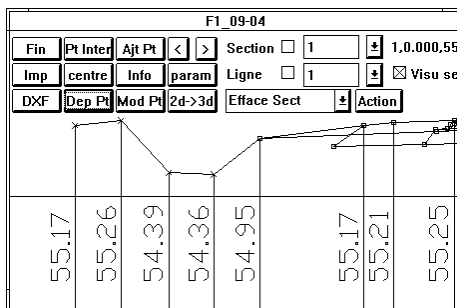 F1_09-04
Fin Pt Inter Ajt Pt < > Section 1 1,0.000,55
Imp centre Info param Ligne 1 Visu se
DXF Dep Pt Mod Pt 2d->3d Efface Sect Action
55.17 55.26 54.39 54.36 54.95 55.17 55.21 55.25